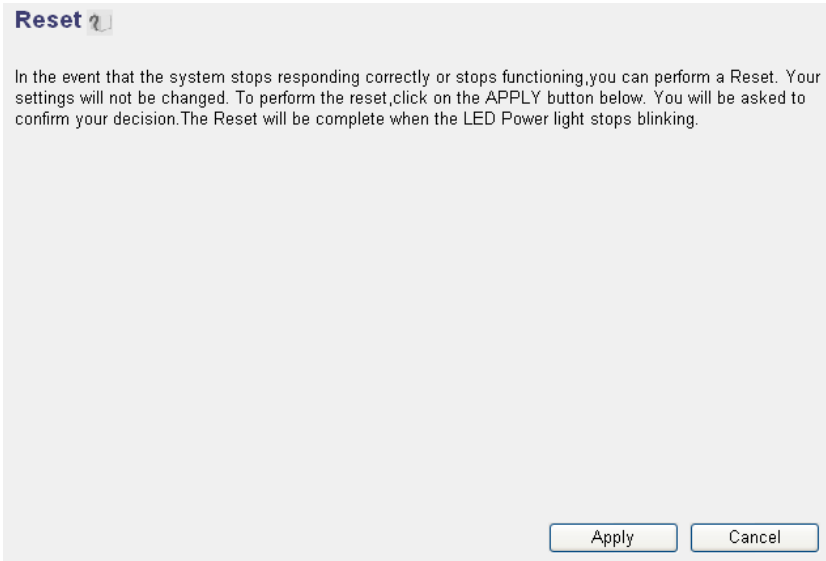 Reset
In the event that the system stops responding correctly or stops functioning,you can perform a Reset. Your
settings will not be changed. To perform the reset,click on the APPLY button below. You will be asked to
confirm your decision.The Reset will be complete when the LED Power light stops blinking.
Apply Cancel